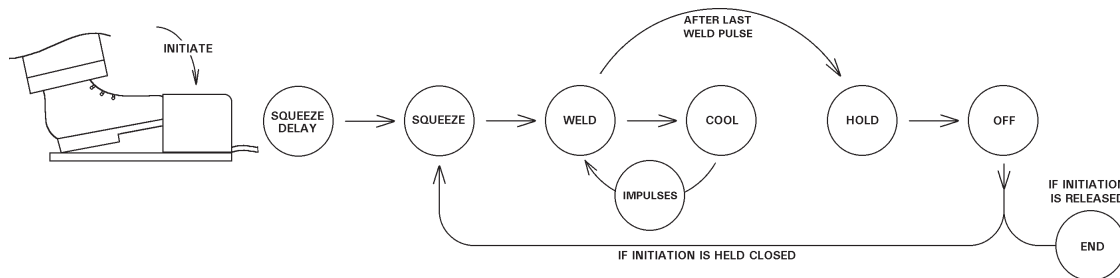 INITIATE
SQUEEZE
DELAY
SQUEEZE
WELD
COOL
IMPULSES
AFTER LAST
WELD PULSE
HOLD
OFF
IF INITIATION
IS RELEASED
END
IF INITIATION IS HELD CLOSED